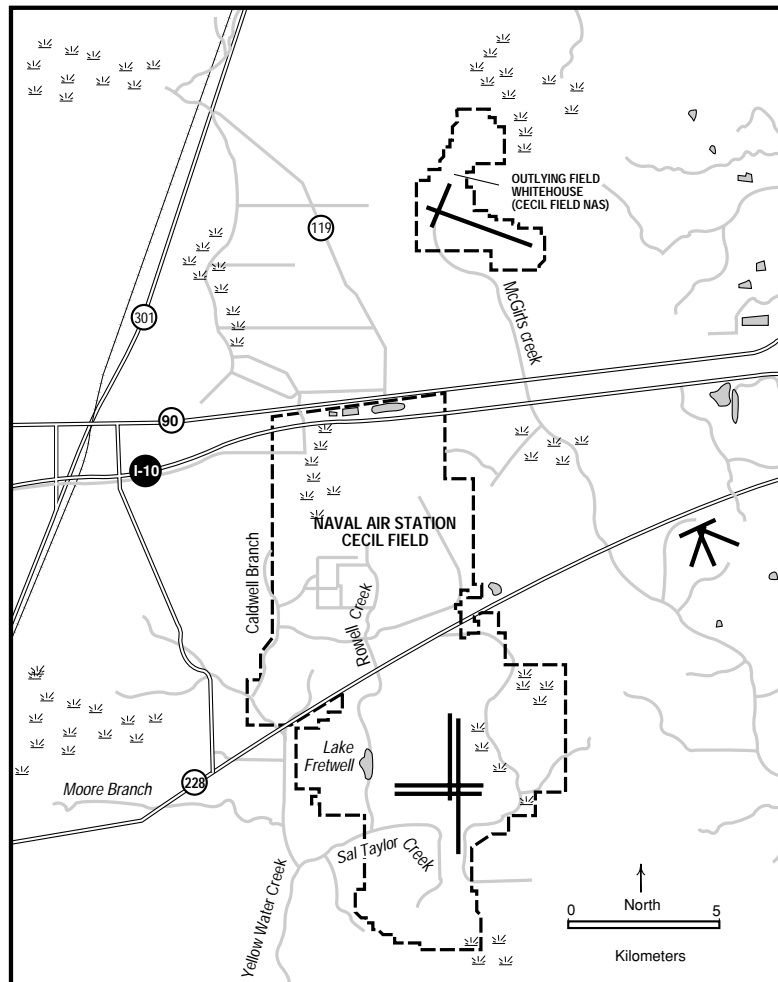 OUTLYING FIELD
WHITEHOUSE
(CECIL FIELD NAS)
119
301
McGirts creek
90
I-10
NAVAL AIR STATION
CECIL FIELD
Caldwell Branch
Rowell Creek
Lake
Fretwell
228
Moore Branch
Sal Taylor Creek
Yellow Water Creek
North
0 5
Kilometers